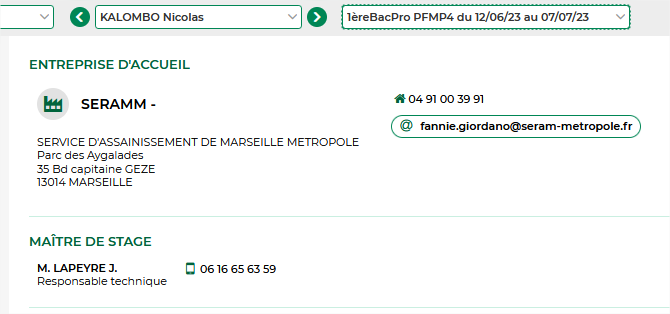 KALOMBO Nicolas
1èreBacPro PFMP4 du 12/06/23 au 07/07/23
ENTREPRISE D'ACCUEIL
SERAMM -
04 91 00 39 91
@ fannie.giordano@seram-metropole.fr
SERVICE D'ASSAINISSEMENT DE MARSEILLE METROPOLE
Parc des Aygalades
35 Bd capitaine GEZE
13014 MARSEILLE
MAÎTRE DE STAGE
M. LAPEYRE J.
06 16 65 63 59
Responsable technique